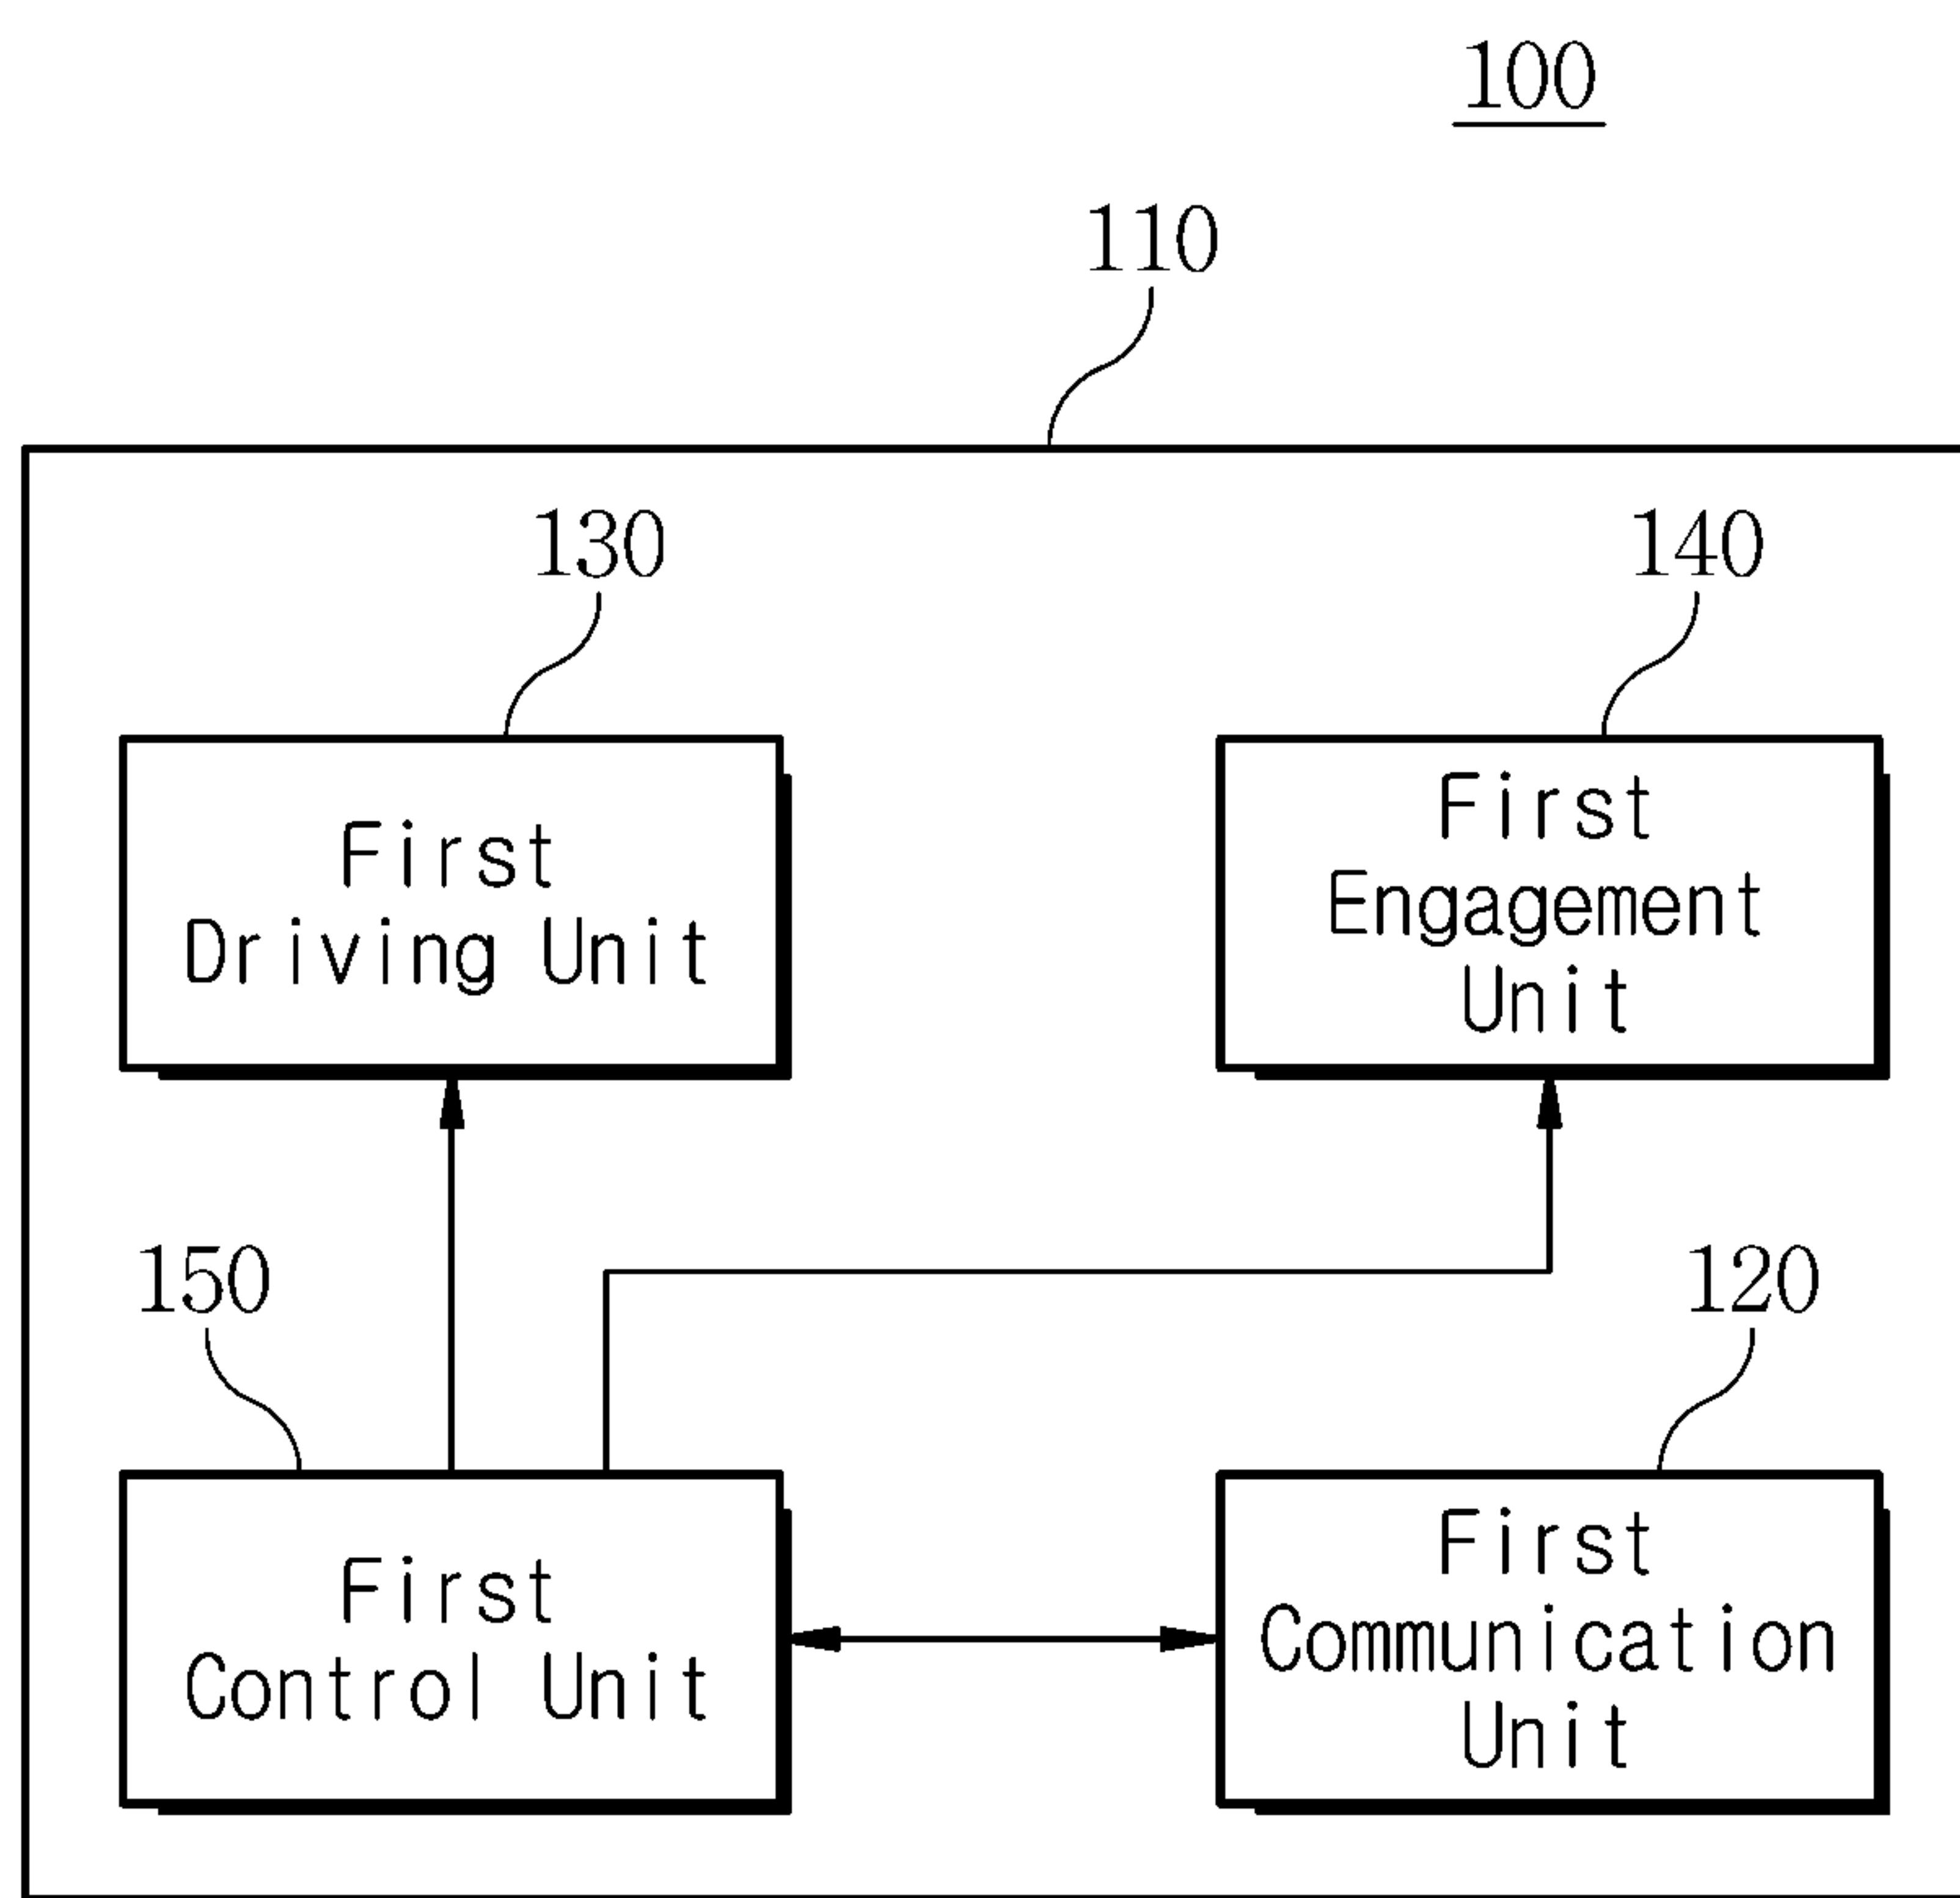 100
110
130
140
First
Driving Unit
First
Engagement
Unit
150
120
First
Control Unit
First
Communication
Unit